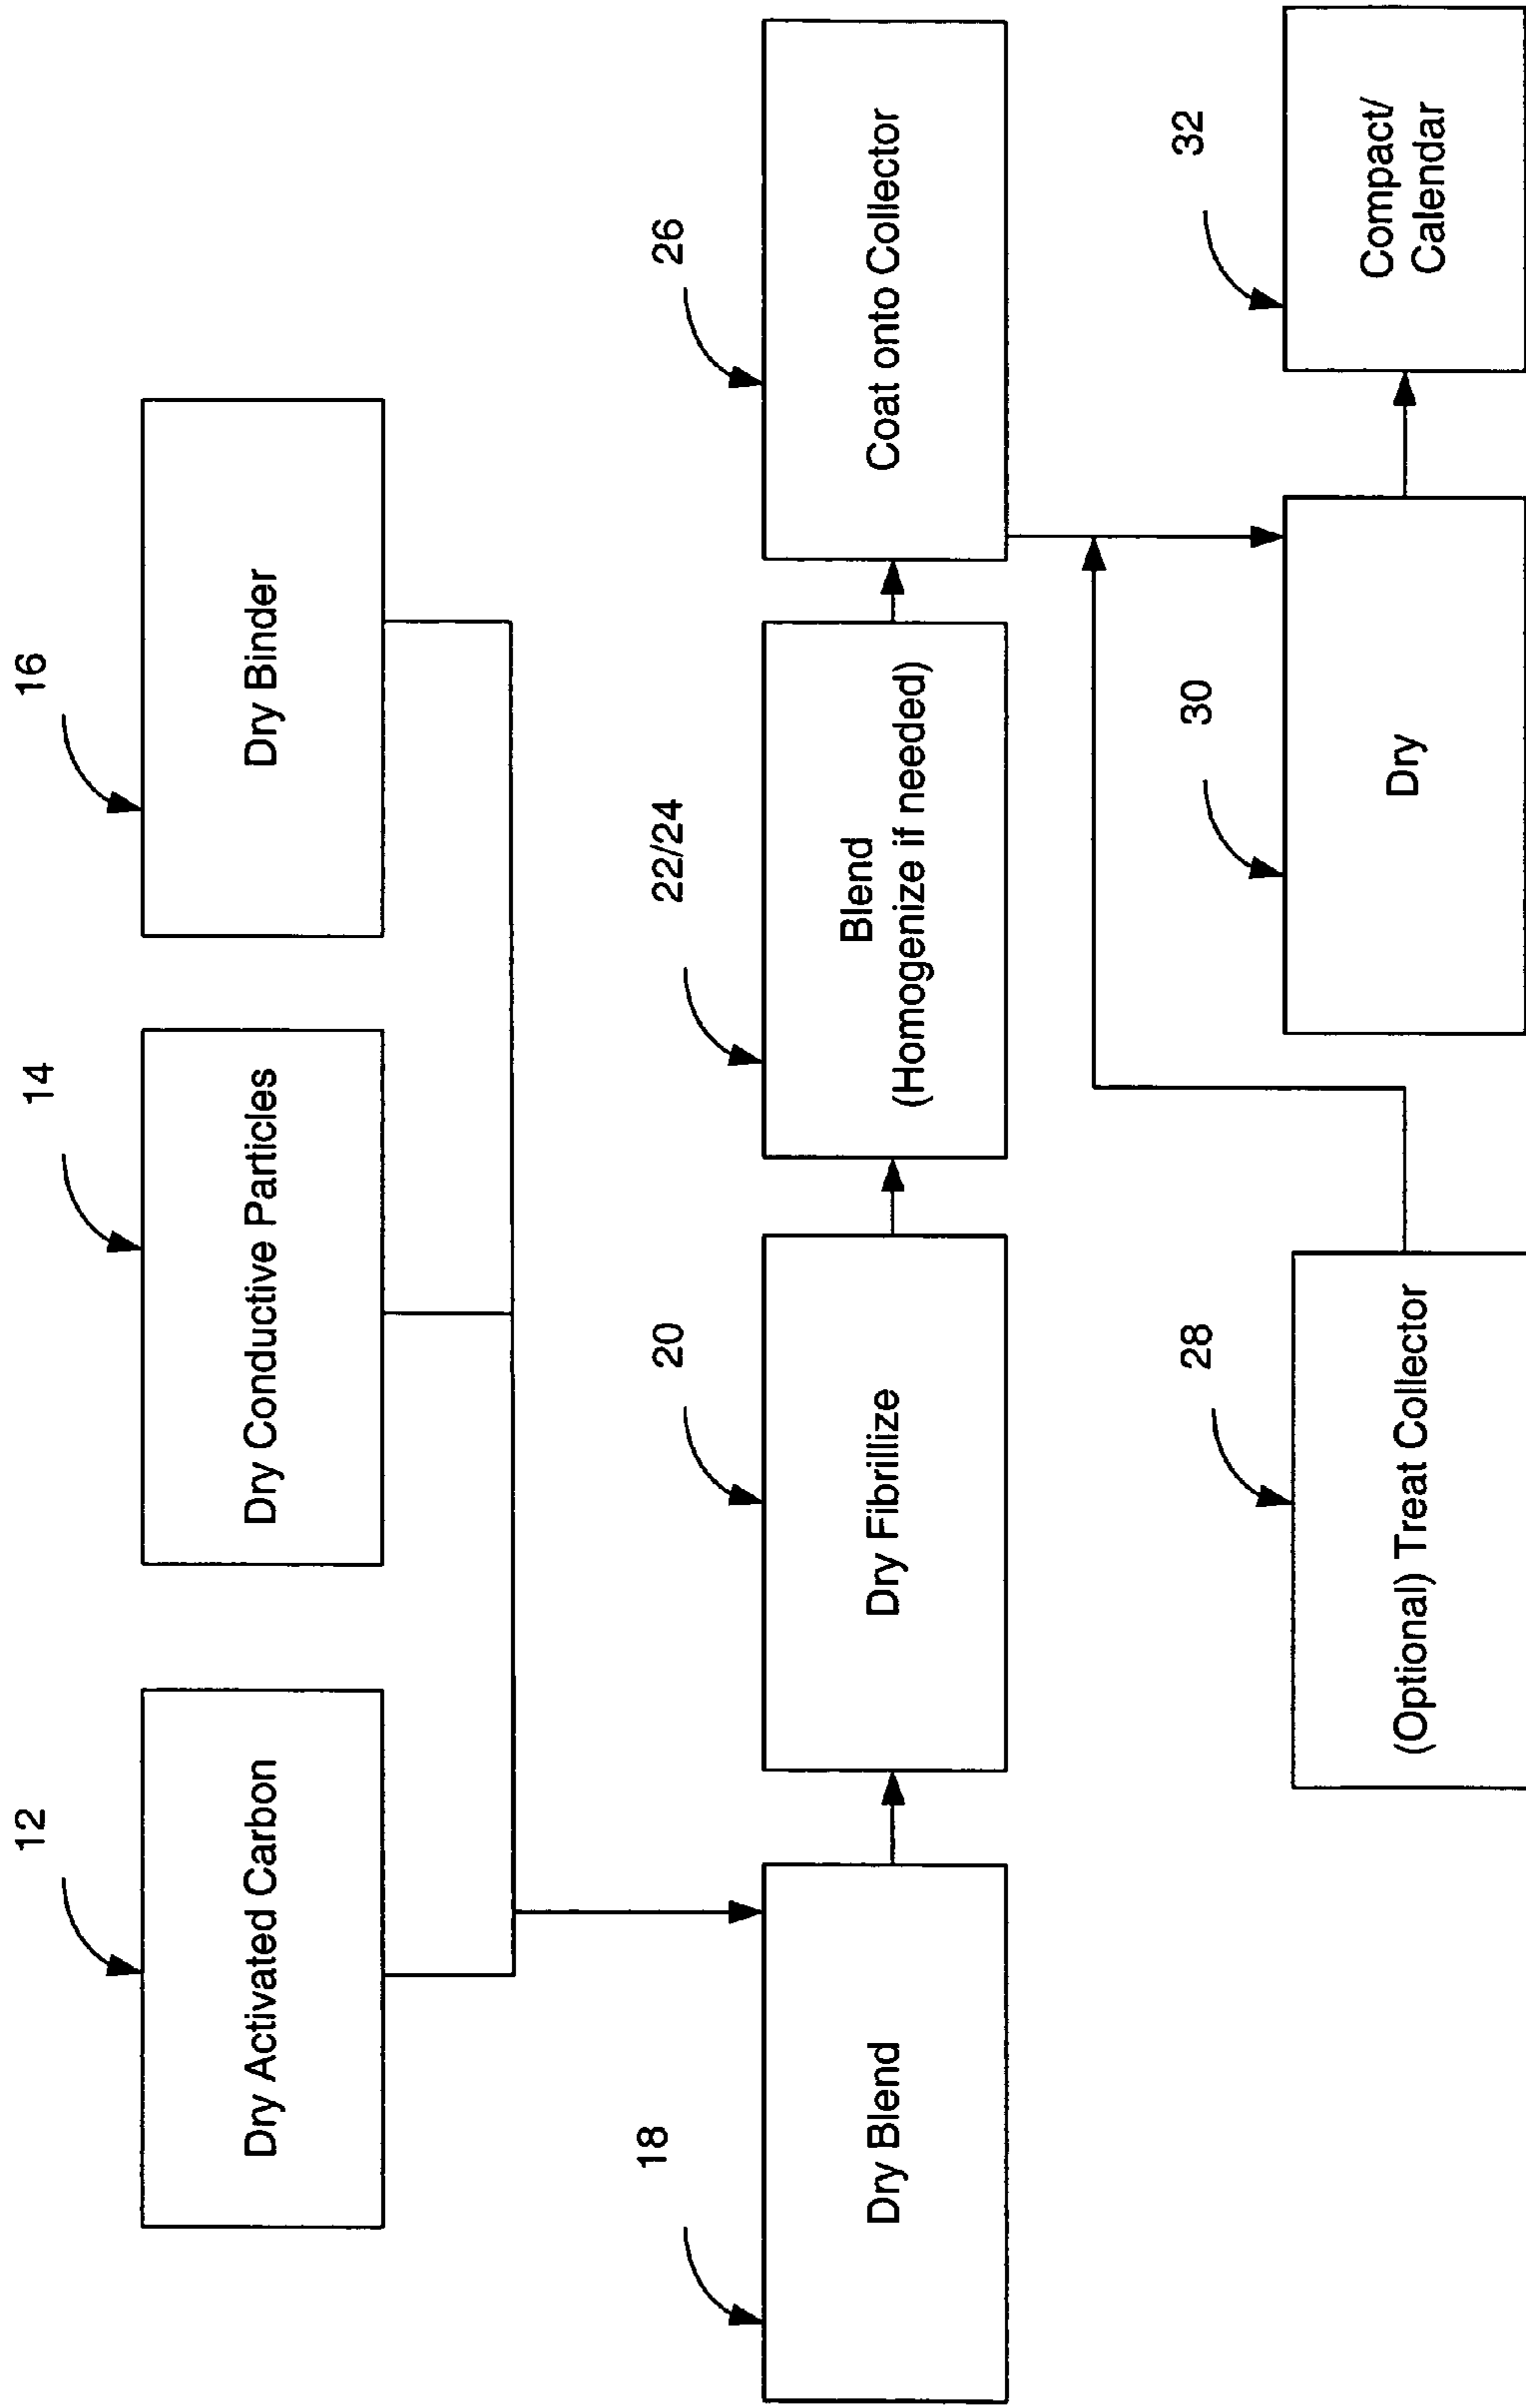 12
Dry Activated Carbon
14
Dry Conductive Particles
16
Dry Binder
18
Dry Blend
20
Dry Fibrillize
22/24
Blend
(Homogenize if needed)
26
Coat onto Collector
28
(Optional) Treat Collector
30
Dry
32
Compact/
Calendar